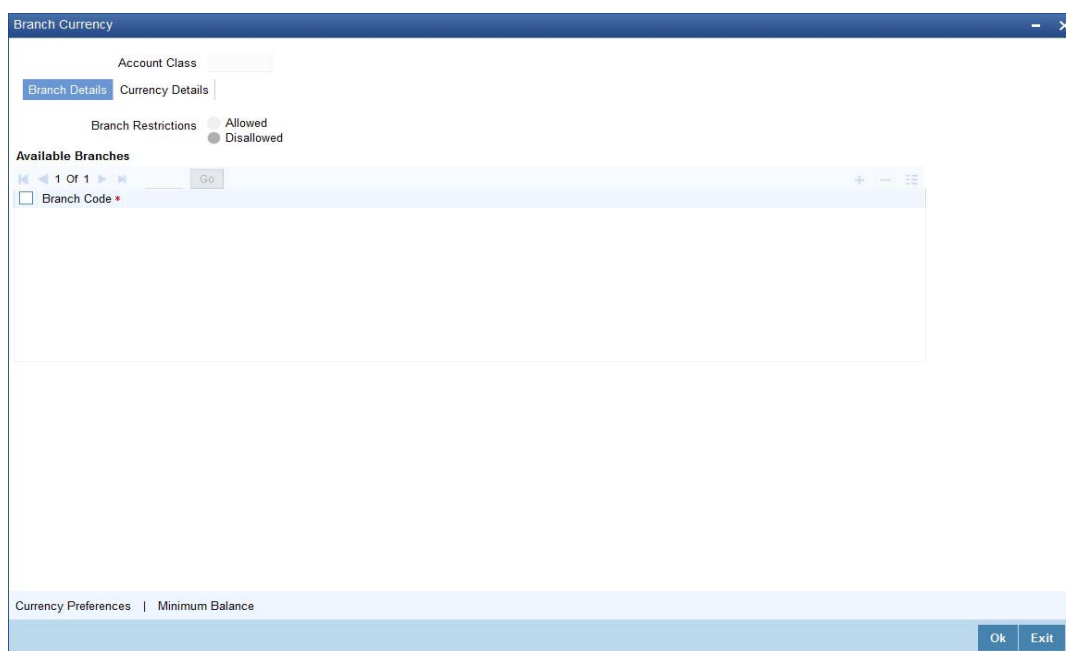 Branch Currency
Account Class
Branch Details Currency Details
Branch Restrictions Allowed
Disallowed
Available Branches
1 Of 1 Go
Branch Code *
Currency Preferences | Minimum Balance
Ok Exit